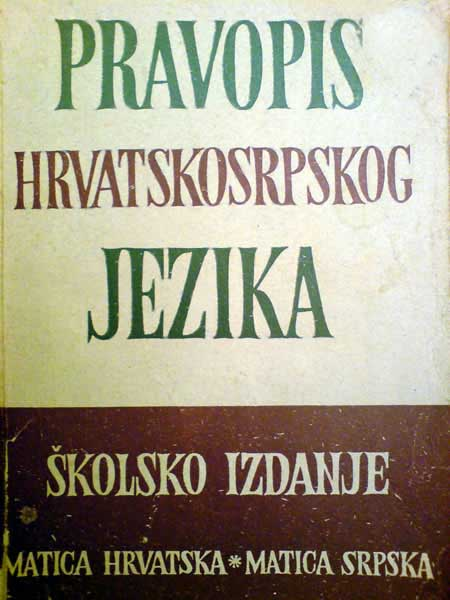 PRAVOPIS
HRVATSKOSRPSKOG
JEZIKA
ŠKOLSKO IZDANJE
MATICA HRVATSKA * MATICA SRPSKA